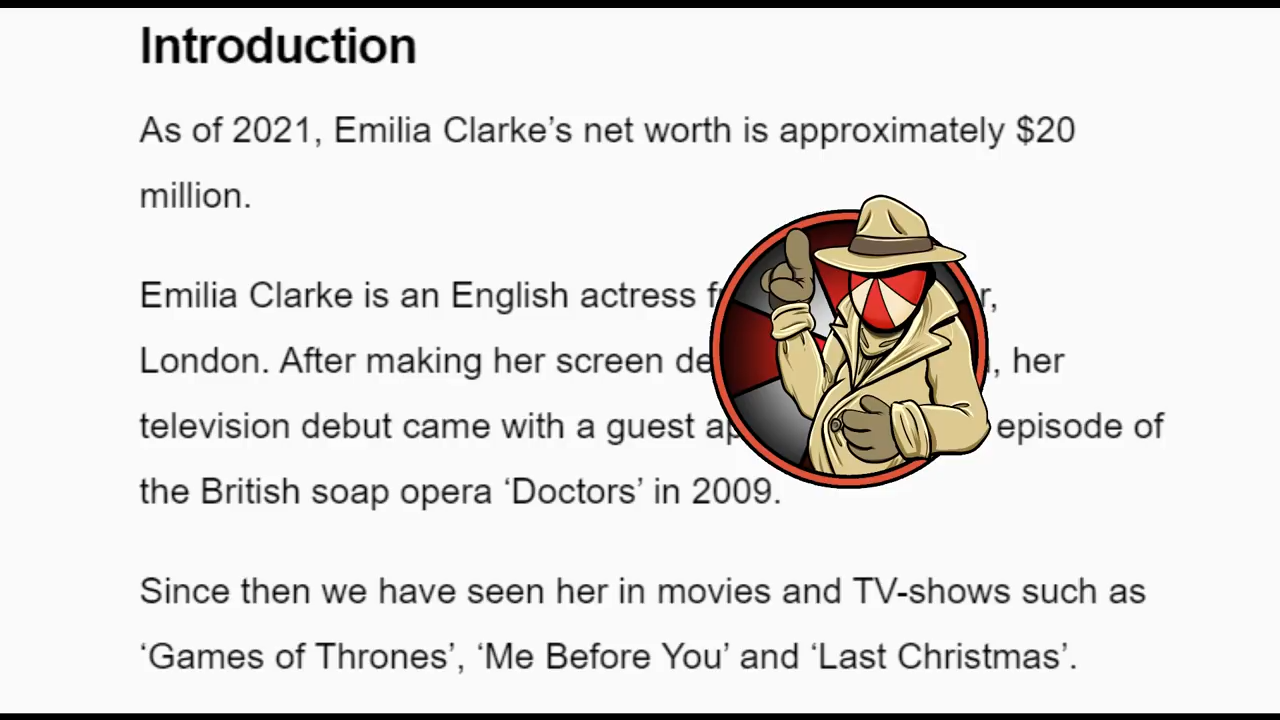 Introduction
As of 2021, Emilia Clarke’s net worth is approximately $20
million.
Emilia Clarke is an English actress
London. After making her screen her
television debut came with a guest episode of
the British soap opera ‘Doctors’ in 2009.
Since then we have seen her in movies and TV-shows such as
‘Games of Thrones’, ‘Me Before You’ and ‘Last Christmas’.